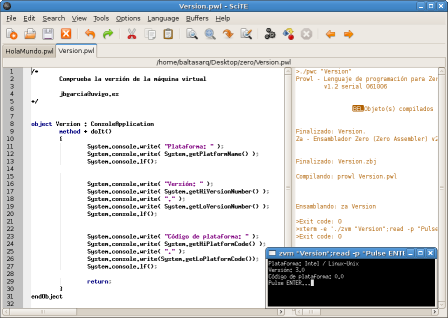 Version.pwl - SciTE
File Edit Search View Tools Options Language Buffers Help
HolaMundo.pwl Version.pwl
/home/baltasarq/Desktop/zero/Version.pwl
1 /*
2 Comprueba la versión de la máquina virtual
3
4 jbgarcia@uvigo.es
5 */
6
7
8 object Version : ConsoleApplication
9 method + doIt()
10 {
11 System.console.write( "Plataforma: " );
12 System.console.write( System.getPlatformName() );
13 System.console.lf();
14
15
16 System.console.write( "Versión: " );
17 System.console.write( System.getHiVersionNumber() );
18 System.console.write( "." );
19 System.console.write( System.getLoVersionNumber() );
20 System.console.lf();
21
22
23 System.console.write( "Código de plataforma: " );
24 System.console.write( System.getHiPlatformCode() );
25 System.console.write( "." );
26 System.console.write(System.getLoPlatformCode());
27 System.console.lf();
28
29 return;
30 }
31 endObject
>./pwc "Version"
Prowl - Lenguaje de programación para Zer
v1.2 serial 061006
Objeto(s) compilados
Finalizado: Version.
Za - Ensamblador Zero (Zero Assembler) v2
Finalizado: Version.zbj
Compilando: prowl Version.pwl
Ensamblando: za Version
>Exit code: 0
>xterm -e './zvm "Version";read -p "Pulse
>Exit code: 0
zvm "Version";read -p "Pulse ENTE
Plataforma: Intel / Linux-Unix
Versión: 3.0
Código de plataforma: 0.0
Pulse ENTER...